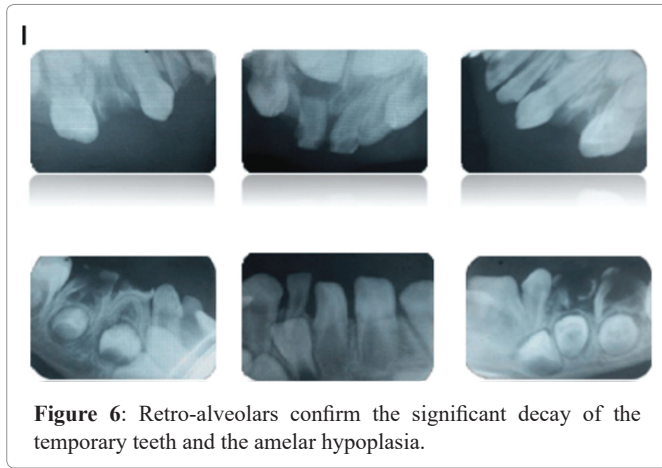 Figure 6: Retro-alveolars confirm the significant decay of the
temporary teeth and the amelar hypoplasia.